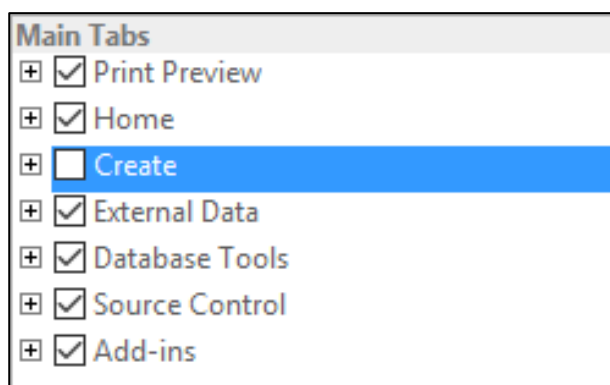 Main Tabs
Print Preview
Home
Create
External Data
Database Tools
Source Control
Add-ins